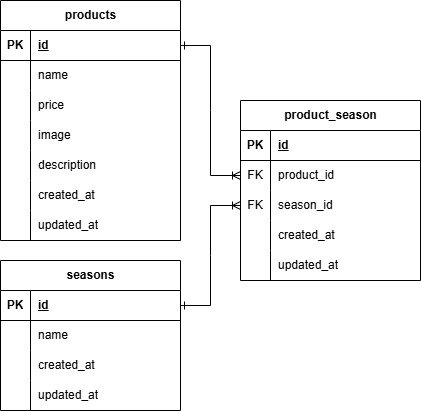 products
PK id
name
price
image
description
created_at
updated_at
product_season
PK id
FK product_id
FK season_id
created_at
updated_at
seasons
PK id
name
created_at
updated_at